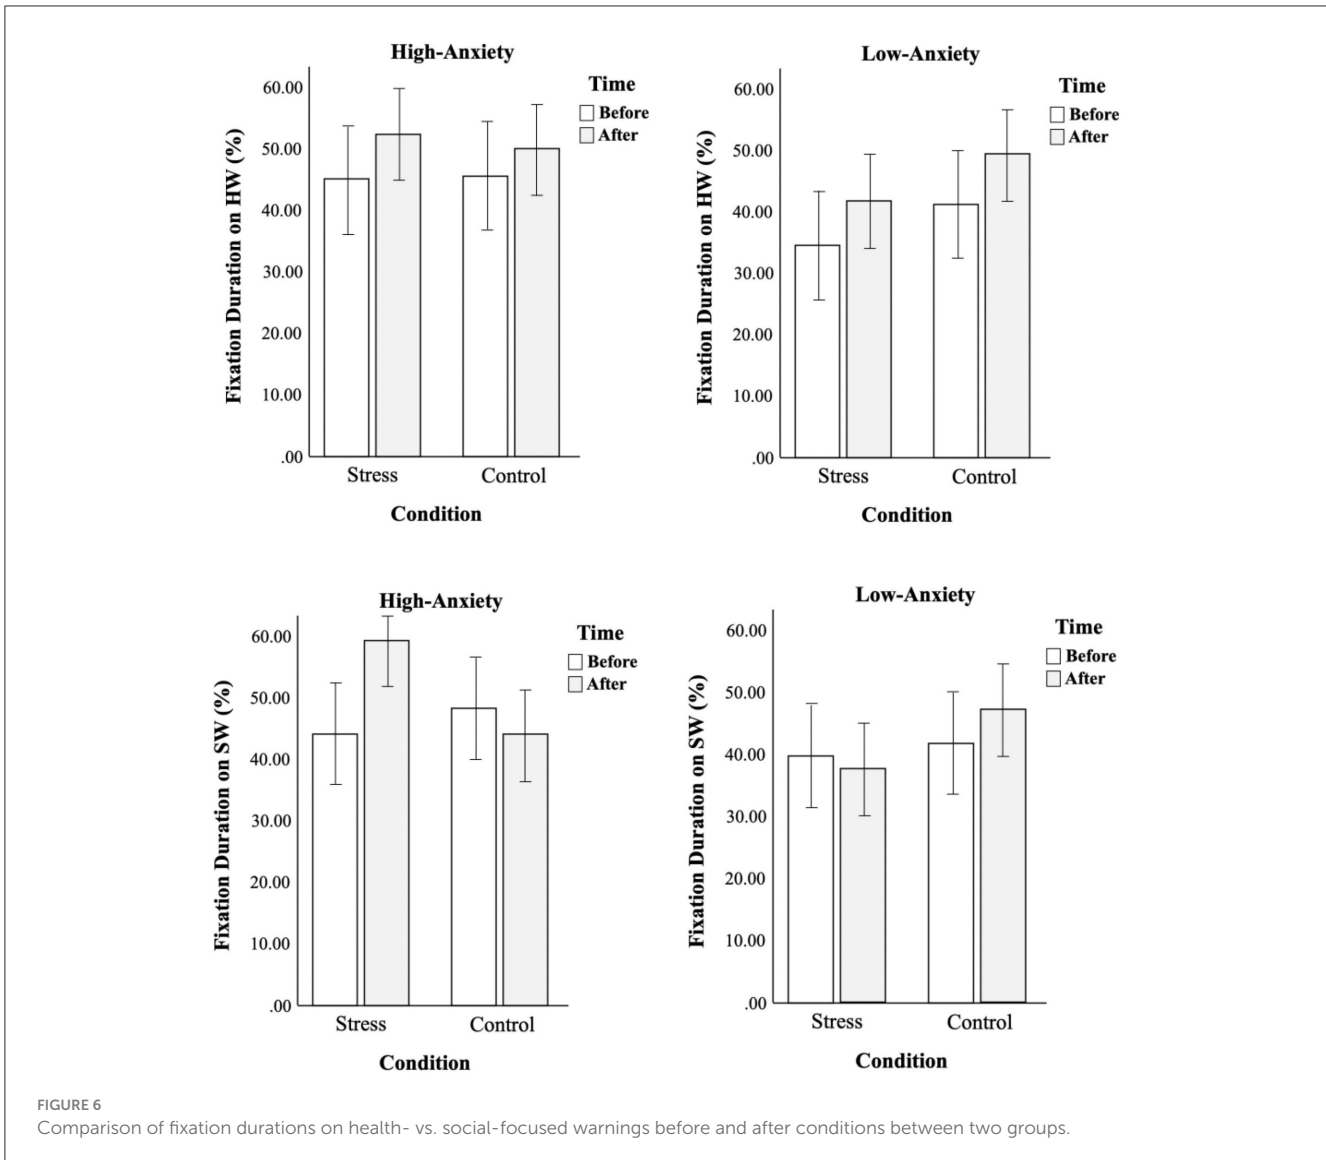 High-Anxiety
Fixation Duration on HW (%)
60.00
50.00
40.00
30.00
20.00
10.00
.00
Time
Before
After
Stress
Control
Condition
Low-Anxiety
Fixation Duration on HW (%)
60.00
50.00
40.00
30.00
20.00
10.00
.00
Time
Before
After
Stress
Control
Condition
High-Anxiety
Fixation Duration on SW (%)
60.00
50.00
40.00
30.00
20.00
10.00
.00
Time
Before
After
Stress
Control
Condition
Low-Anxiety
Fixation Duration on SW (%)
60.00
50.00
40.00
30.00
20.00
10.00
.00
Time
Before
After
Stress
Control
Condition
FIGURE 6
Comparison of fixation durations on health- vs. social-focused warnings before and after conditions between two groups.